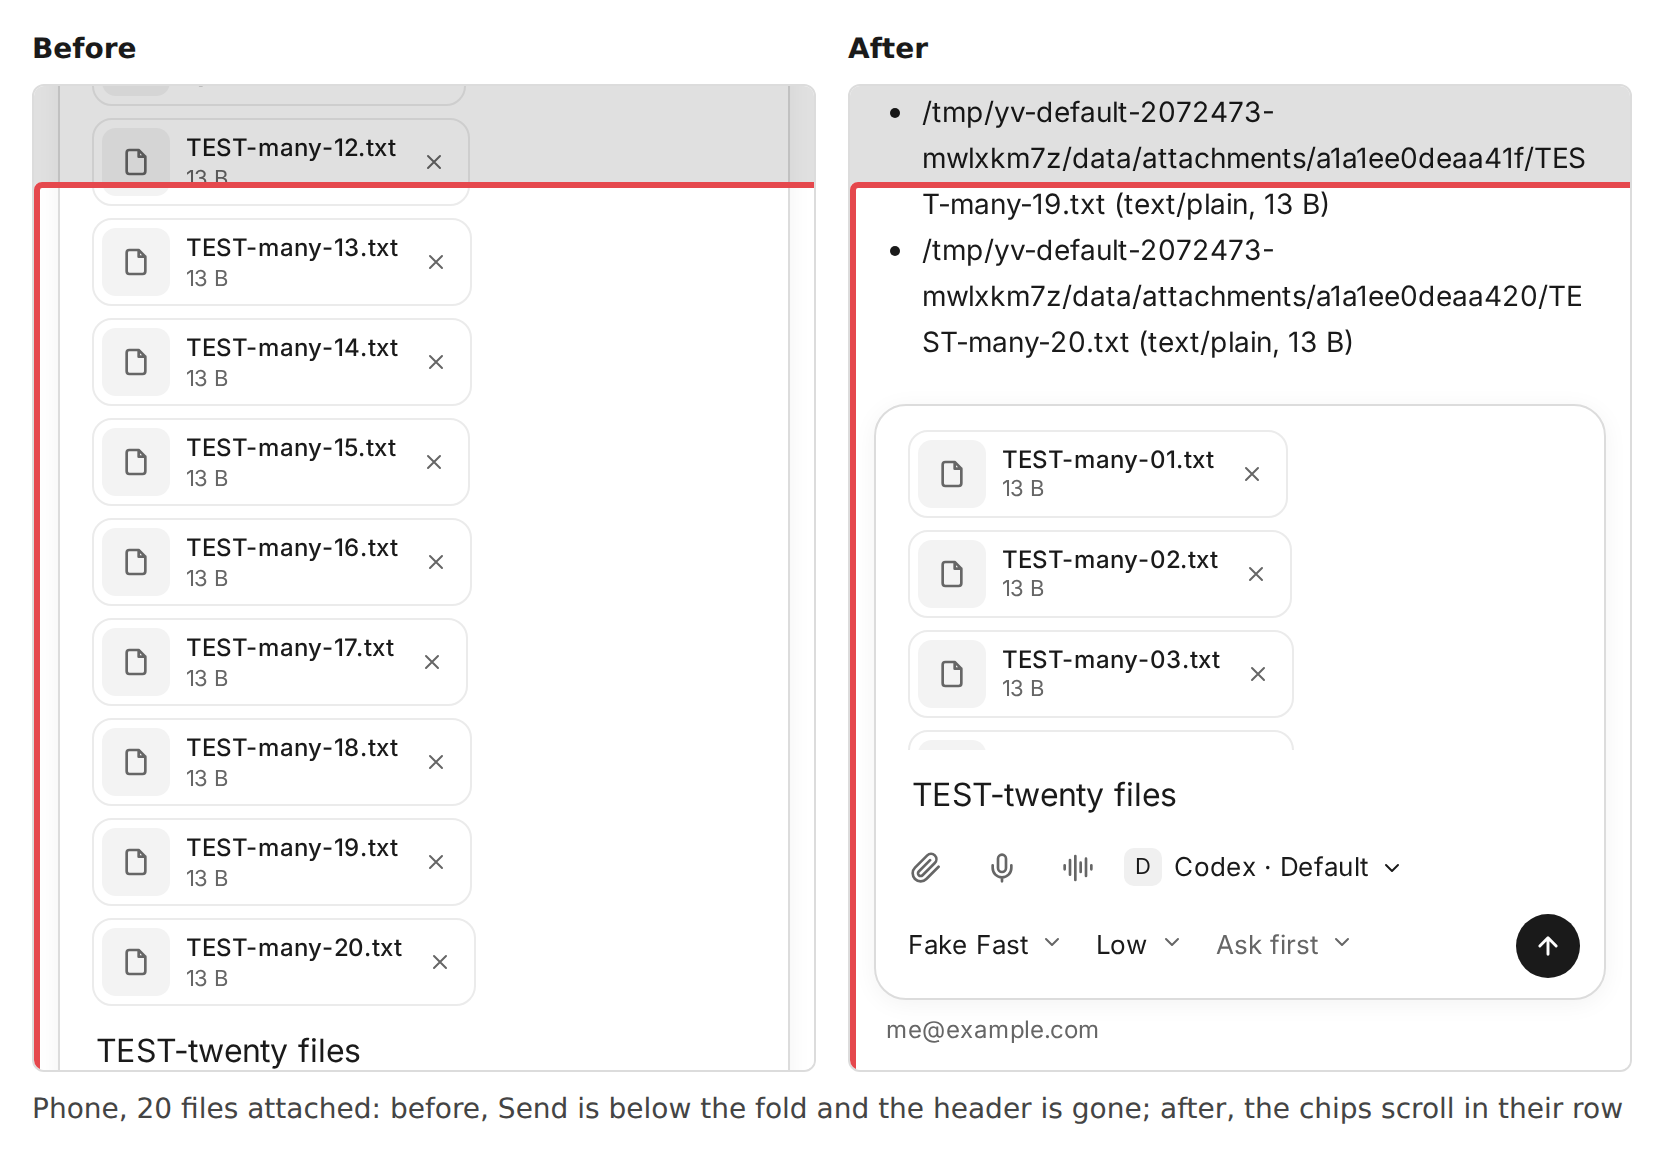 Before
TEST-many-12.txt
13 B
TEST-many-13.txt
13 B
TEST-many-14.txt
13 B
TEST-many-15.txt
13 B
TEST-many-16.txt
13 B
TEST-many-17.txt
13 B
TEST-many-18.txt
13 B
TEST-many-19.txt
13 B
TEST-many-20.txt
13 B
TEST-twenty files
After
/tmp/yv-default-2072473-
mwlxkm7z/data/attachments/a1a1ee0deaa41f/TES
T-many-19.txt (text/plain, 13 B)
/tmp/yv-default-2072473-
mwlxkm7z/data/attachments/a1a1ee0deaa420/TE
ST-many-20.txt (text/plain, 13 B)
TEST-many-01.txt
13 B
TEST-many-02.txt
13 B
TEST-many-03.txt
13 B
TEST-twenty files
D Codex · Default
Fake Fast Low Ask first
me@example.com
Phone, 20 files attached: before, Send is below the fold and the header is gone; after, the chips scroll in their row